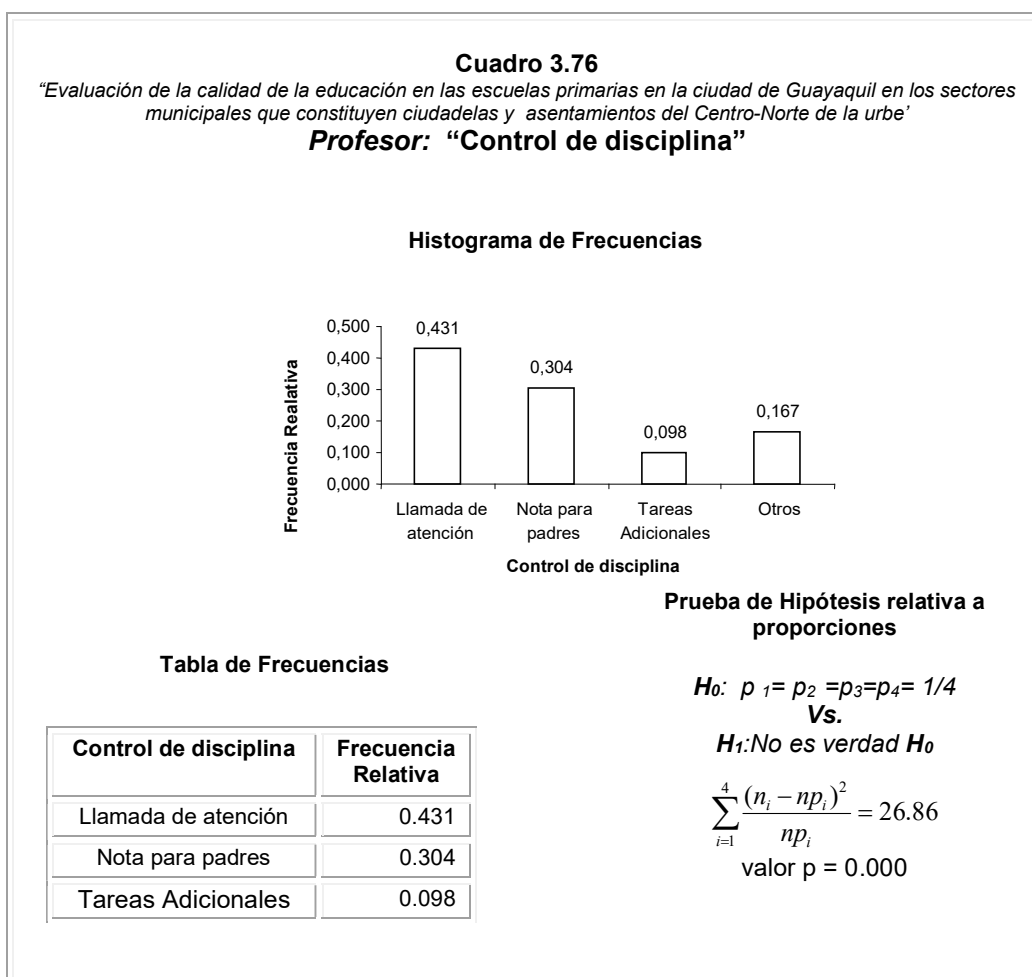 Cuadro 3.76
“Evaluación de la calidad de la educación en las escuelas primarias en la ciudad de Guayaquil en los sectores
municipales que constituyen ciudadelas y asentamientos del Centro-Norte de la urbe’
Profesor: “Control de disciplina”
Histograma de Frecuencias
Frecuencia Realativa
0,500
0,400
0,300
0,200
0,100
0,000
0,431
0,304
0,098
0,167
Llamada de
atención
Nota para
padres
Tareas
Adicionales
Otros
Control de disciplina
Tabla de Frecuencias
Control de disciplina Frecuencia
Relativa
Llamada de atención 0.431
Nota para padres 0.304
Tareas Adicionales 0.098
Prueba de Hipótesis relativa a
proporciones
H₀: p ₁= p₂ =p₃=p₄= 1/4
Vs.
H₁:No es verdad H₀
∑_{i=1}^{4} (n_i − np_i)² / np_i = 26.86
valor p = 0.000